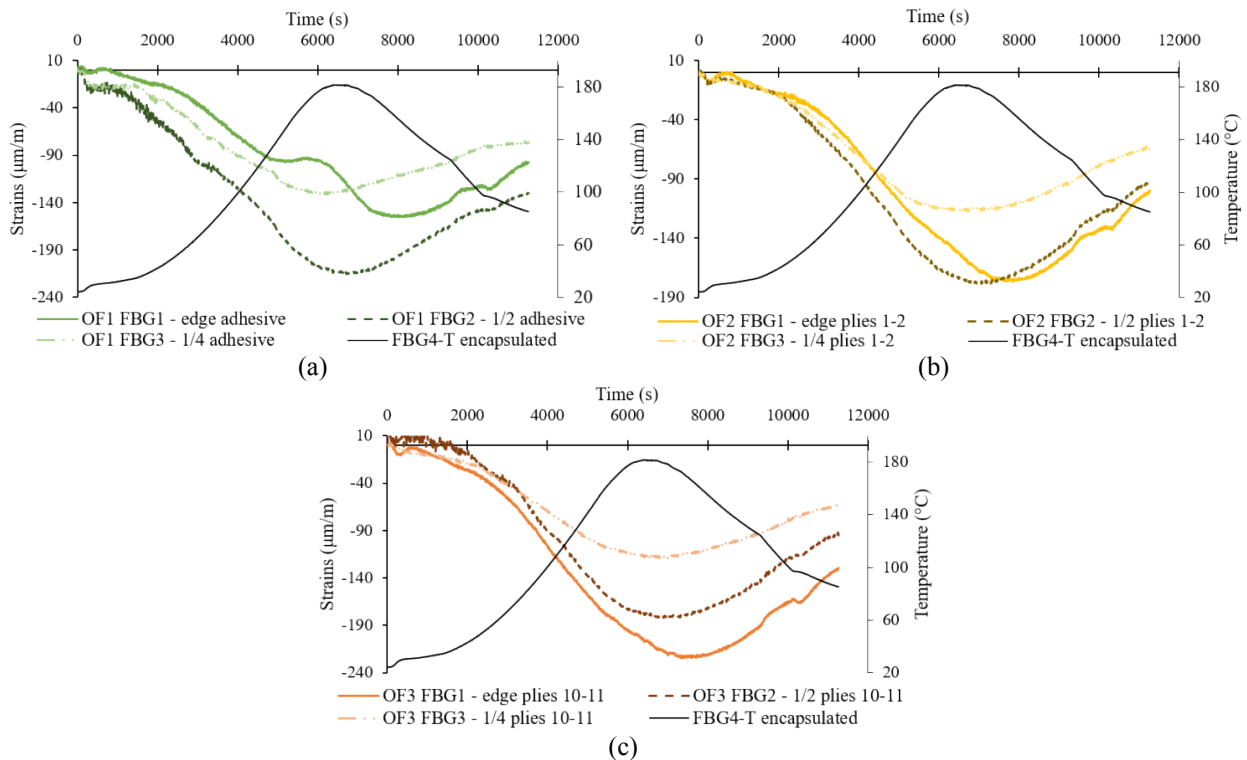 Time (s)
0 2000 4000 6000 8000 10000 12000
10
-40
-90
-140
-190
-240
Strains (μm/m)
180
140
100
60
20
OF1 FBG1 - edge adhesive
OF1 FBG2 - 1/2 adhesive
OF1 FBG3 - 1/4 adhesive
FBG4-T encapsulated
(a)
Time (s)
0 2000 4000 6000 8000 10000 12000
10
-40
-90
-140
-190
Strains (μm/m)
180
140
100
60
20
Temperature (°C)
OF2 FBG1 - edge plies 1-2
OF2 FBG2 - 1/2 plies 1-2
OF2 FBG3 - 1/4 plies 1-2
FBG4-T encapsulated
(b)
Time (s)
0 2000 4000 6000 8000 10000 12000
10
-40
-90
-140
-190
-240
Strains (μm/m)
180
140
100
60
20
Temperature (°C)
OF3 FBG1 - edge plies 10-11
OF3 FBG2 - 1/2 plies 10-11
OF3 FBG3 - 1/4 plies 10-11
FBG4-T encapsulated
(c)